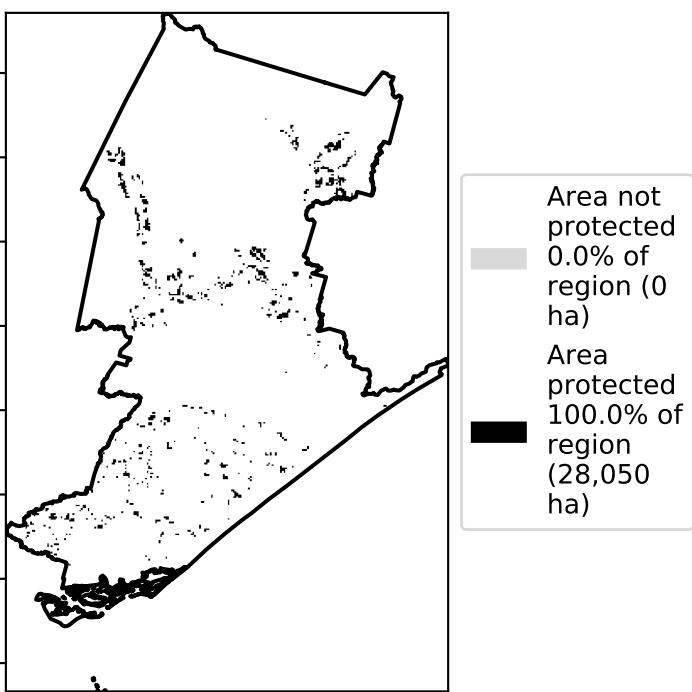 Area not
protected
0.0% of
region (0
ha)
Area
protected
100.0% of
region
(28,050
ha)